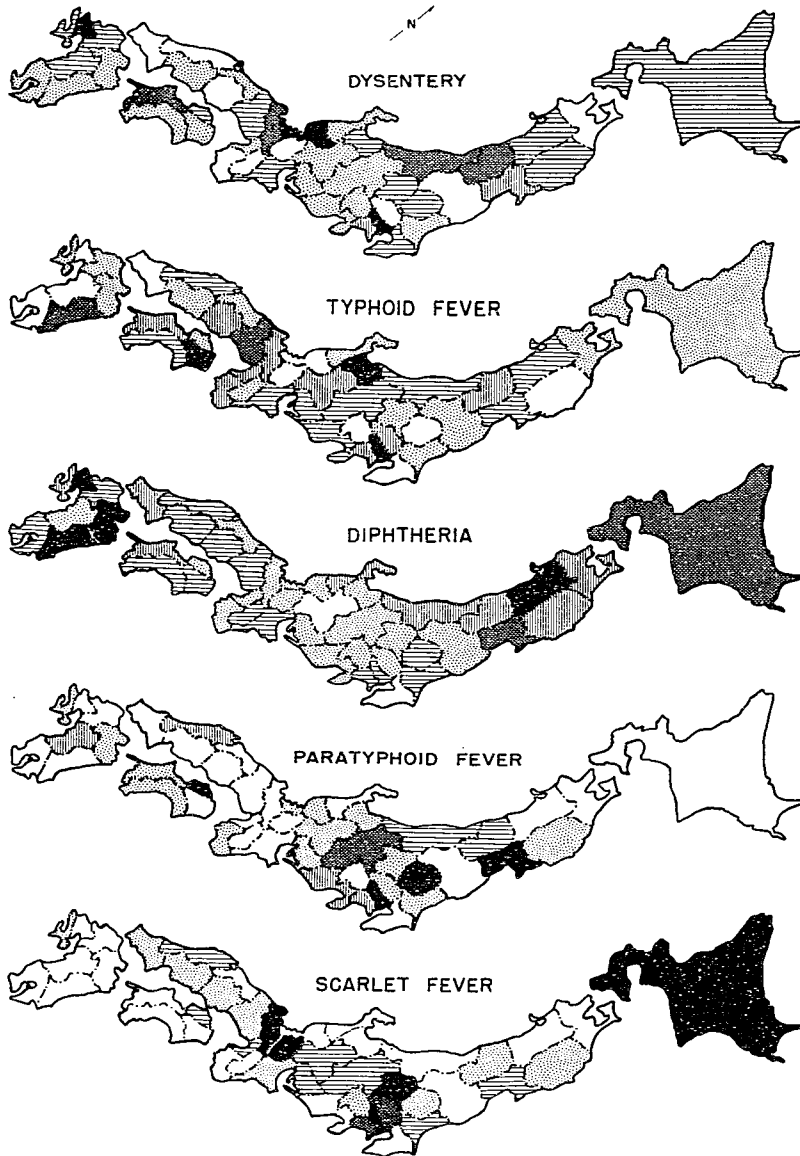 N
DYSENTERY
TYPHOID FEVER
DIPHTHERIA
PARATYPHOID FEVER
SCARLET FEVER